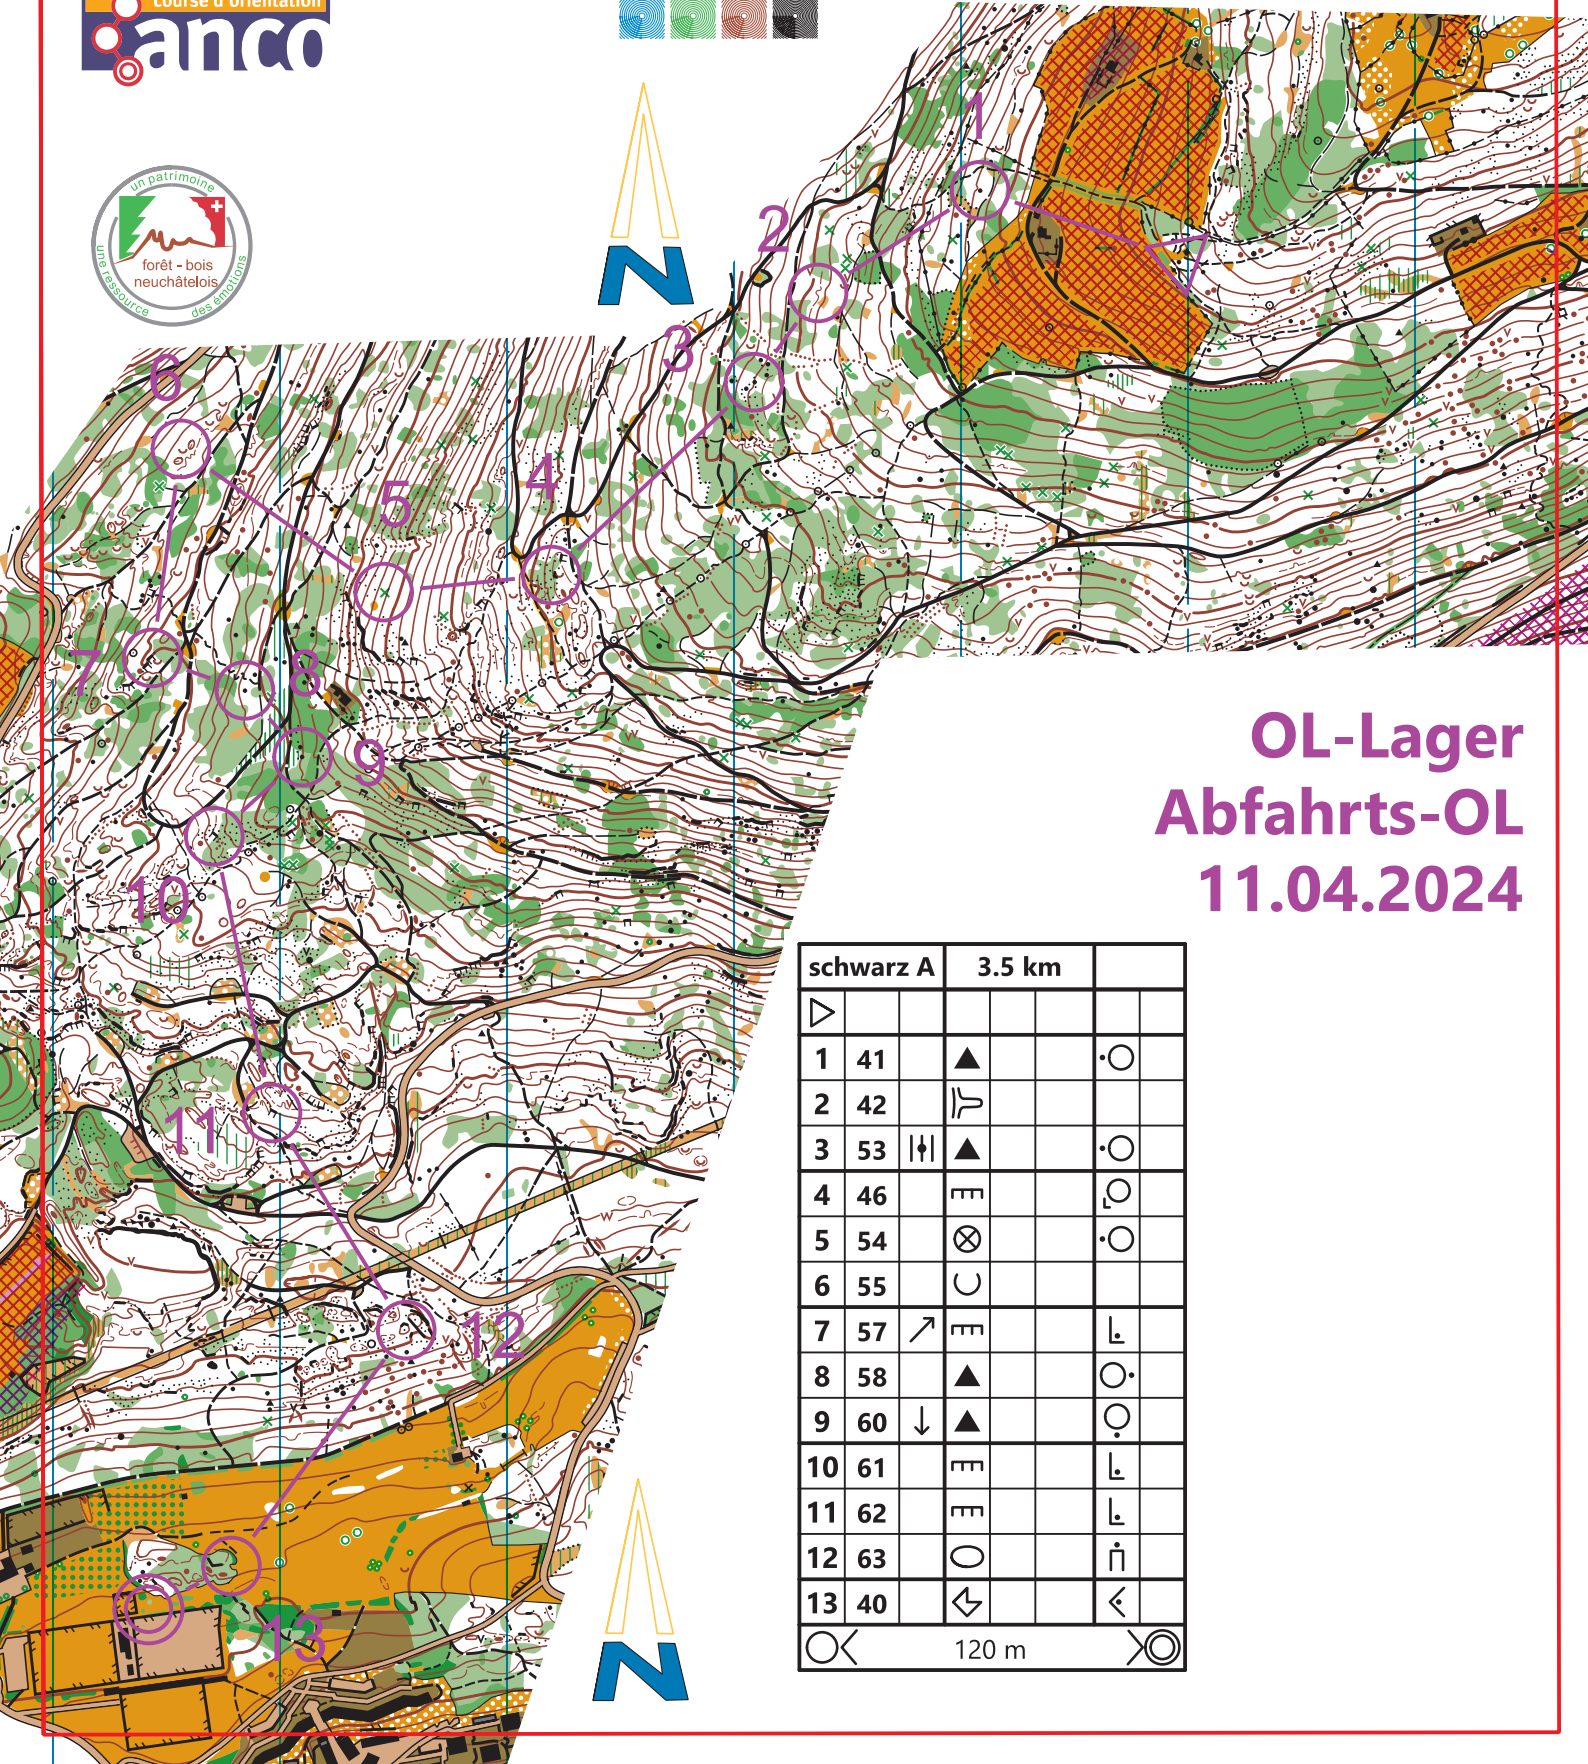 course d'orientation
anco
un patrimoine
forêt - bois
neuchâtelois
une ressource
des émotions
N
1
2
3
6
4
5
7
8
9
10
11
12
13
OL-Lager
Abfahrts-OL
11.04.2024
schwarz A 3.5 km
1 41
2 42
3 53
4 46
5 54
6 55
7 57
8 58
9 60
10 61
11 62
12 63
13 40
120 m
N